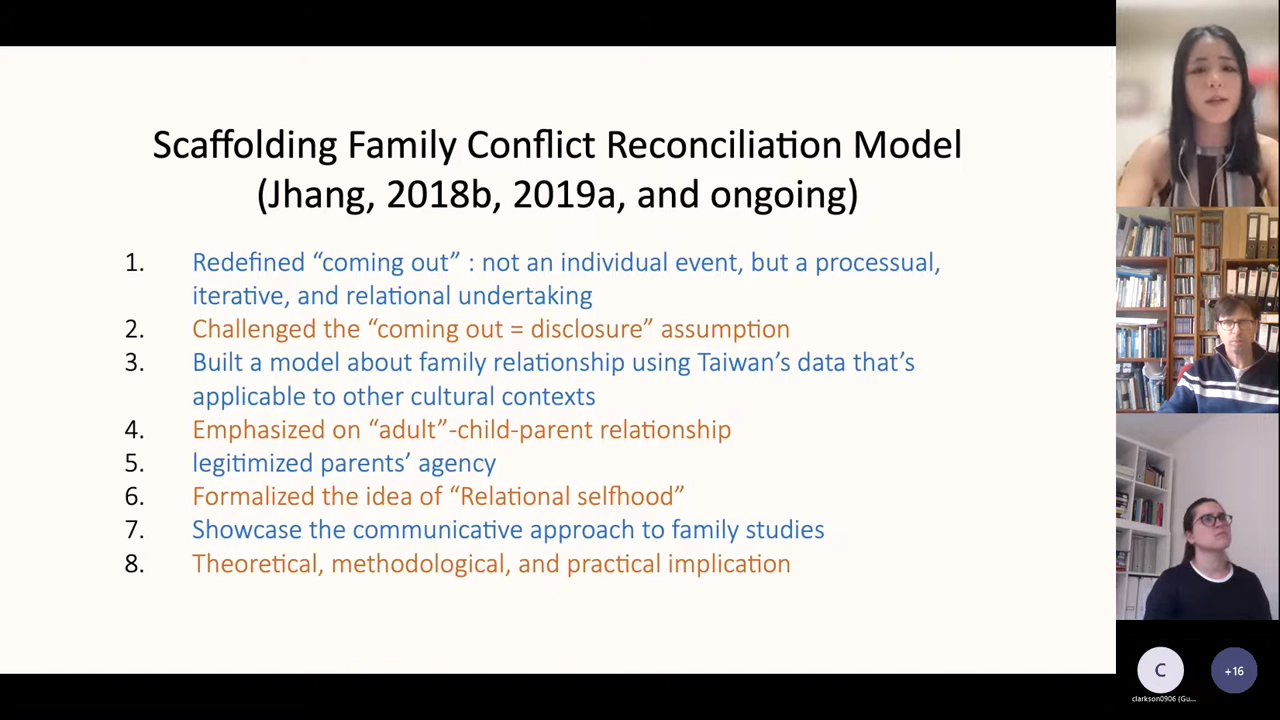 Scaffolding Family Conflict Reconciliation Model
(Jhang, 2018b, 2019a, and ongoing)
1. Redefined “coming out” : not an individual event, but a processual,
iterative, and relational undertaking
2. Challenged the “coming out = disclosure” assumption
3. Built a model about family relationship using Taiwan’s data that’s
applicable to other cultural contexts
4. Emphasized on “adult”-child-parent relationship
5. legitimized parents’ agency
6. Formalized the idea of “Relational selfhood”
7. Showcase the communicative approach to family studies
8. Theoretical, methodological, and practical implication
C
+16
clarkson0906 (Gu...